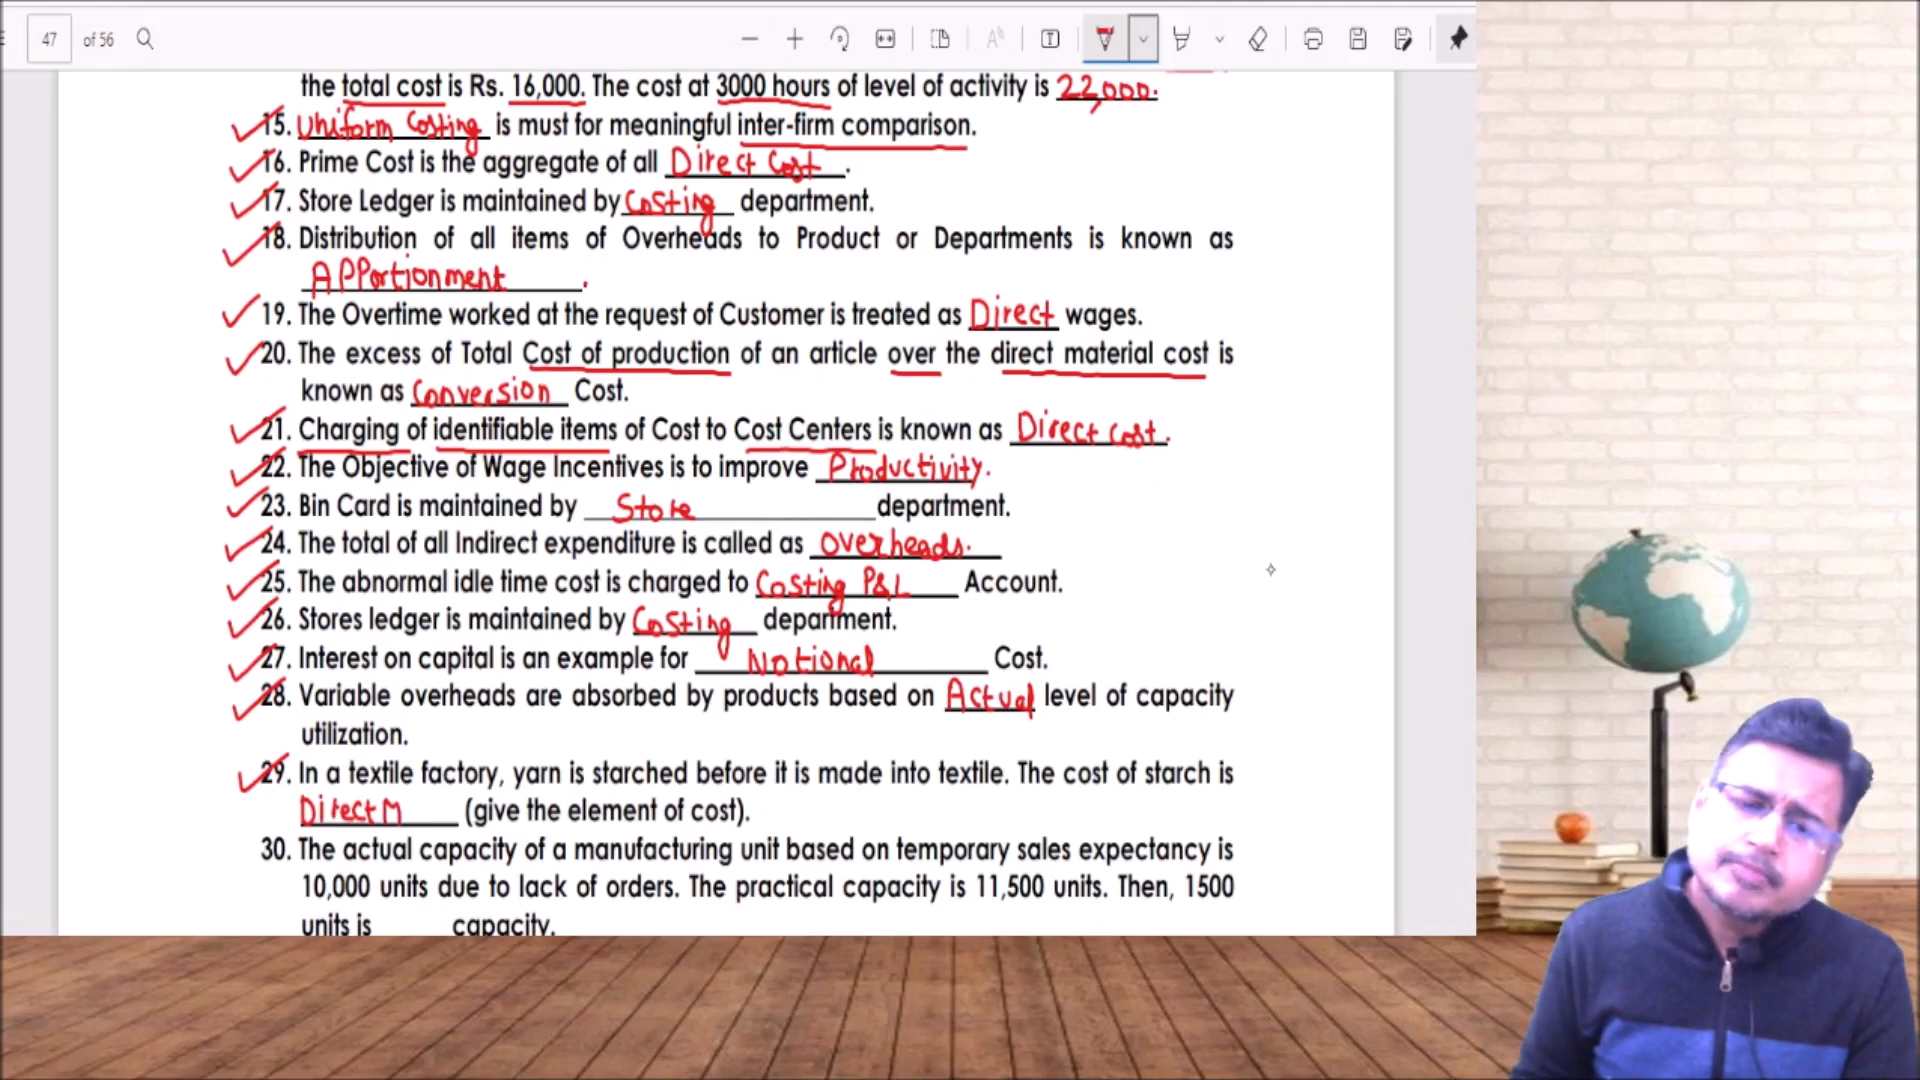 47 of 56
the total cost is Rs. 16,000. The cost at 3000 hours of level of activity is 22,000.
15. Uniform Costing is must for meaningful inter-firm comparison.
16. Prime Cost is the aggregate of all Direct Cost.
17. Store Ledger is maintained by Costing department.
18. Distribution of all items of Overheads to Product or Departments is known as
Apportionment.
19. The Overtime worked at the request of Customer is treated as Direct wages.
20. The excess of Total Cost of production of an article over the direct material cost is
known as Conversion Cost.
21. Charging of identifiable items of Cost to Cost Centers is known as Direct Cost.
22. The Objective of Wage Incentives is to improve Productivity.
23. Bin Card is maintained by Store department.
24. The total of all Indirect expenditure is called as overheads.
25. The abnormal idle time cost is charged to Costing P&L Account.
26. Stores ledger is maintained by Costing department.
27. Interest on capital is an example for Notional Cost.
28. Variable overheads are absorbed by products based on Actual level of capacity
utilization.
29. In a textile factory, yarn is starched before it is made into textile. The cost of starch is
Direct M (give the element of cost).
30. The actual capacity of a manufacturing unit based on temporary sales expectancy is
10,000 units due to lack of orders. The practical capacity is 11,500 units. Then, 1500
units is ____ capacity.